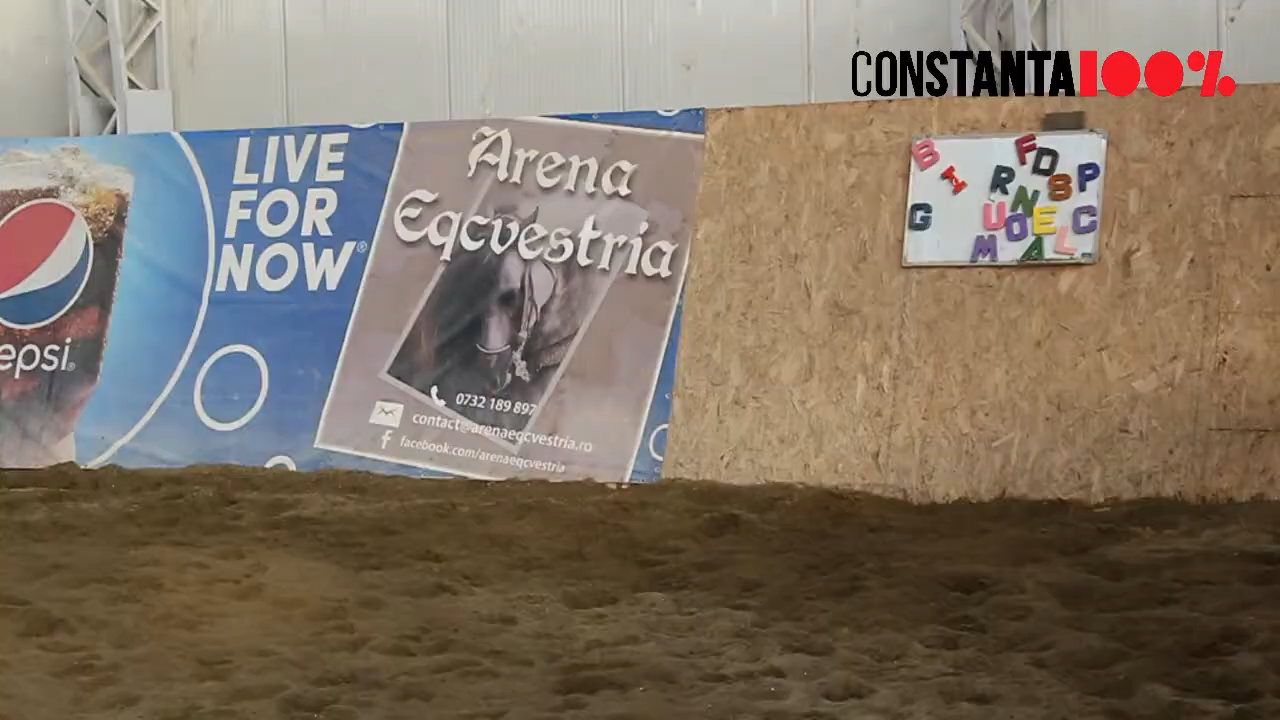 CONSTANTA100%
LIVE
FOR
NOW®
epsi®
Arena
Eqcvestria
0732 189 897
contact@arenaeqcvestria.ro
facebook.com/arenaeqcvestria
B I F D
R N S P
G U O E C
M A L